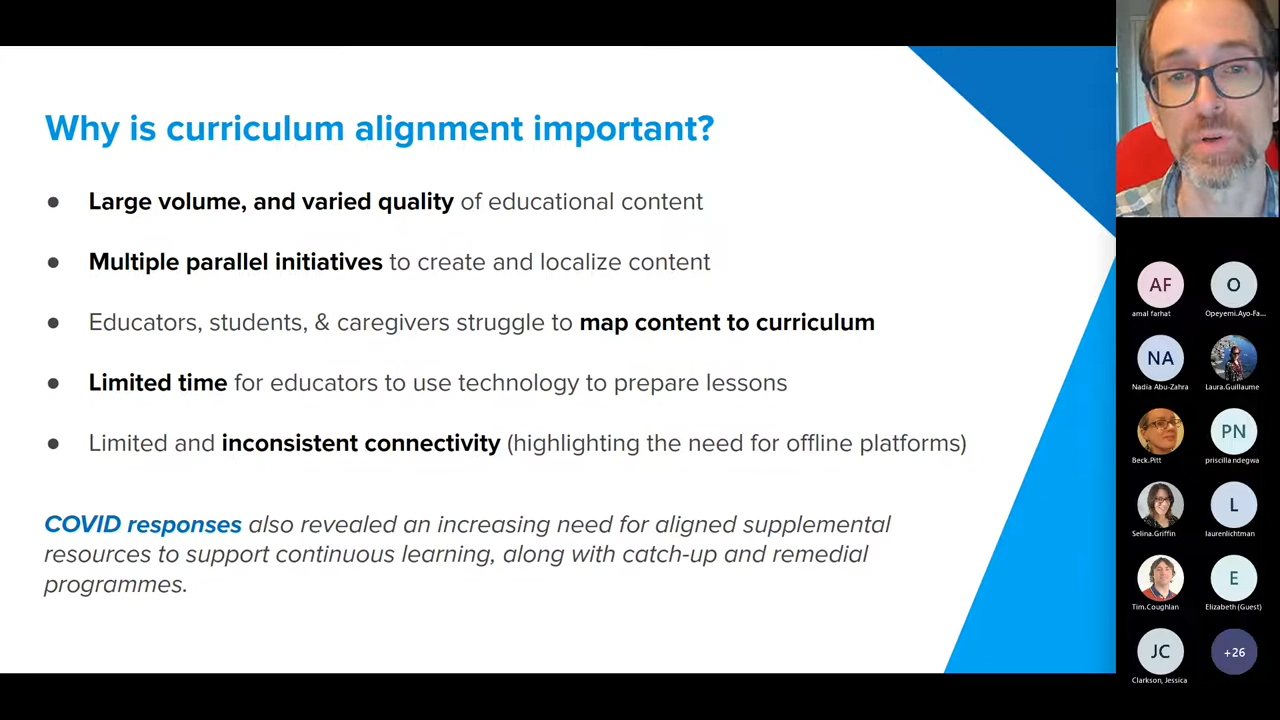 Why is curriculum alignment important?
● Large volume, and varied quality of educational content
● Multiple parallel initiatives to create and localize content
● Educators, students, & caregivers struggle to map content to curriculum
● Limited time for educators to use technology to prepare lessons
● Limited and inconsistent connectivity (highlighting the need for offline platforms)
COVID responses also revealed an increasing need for aligned supplemental
resources to support continuous learning, along with catch-up and remedial
programmes.
AF
amal farhat
O
Opeyemi.Ayo-Fa...
NA
Nadia Abu-Zahra
Laura.Guillaume
Beck.Pitt
PN
priscilla ndegwa
Selina.Griffin
L
laurenlichtman
Tim.Coughlan
E
Elizabeth (Guest)
JC
Clarkson, Jessica
+26